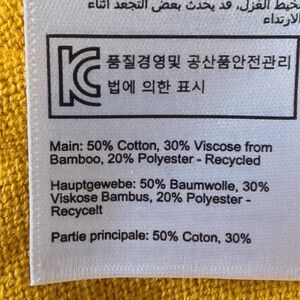 لخيط الغزل، قد يحدث بعض التجعد أثناء
الارتداء
품질경영및 공산품안전관리
법에 의한 표시
Main: 50% Cotton, 30% Viscose from
Bamboo, 20% Polyester - Recycled
Hauptgewebe: 50% Baumwolle, 30%
Viskose Bambus, 20% Polyester -
Recycelt
Partie principale: 50% Coton, 30%